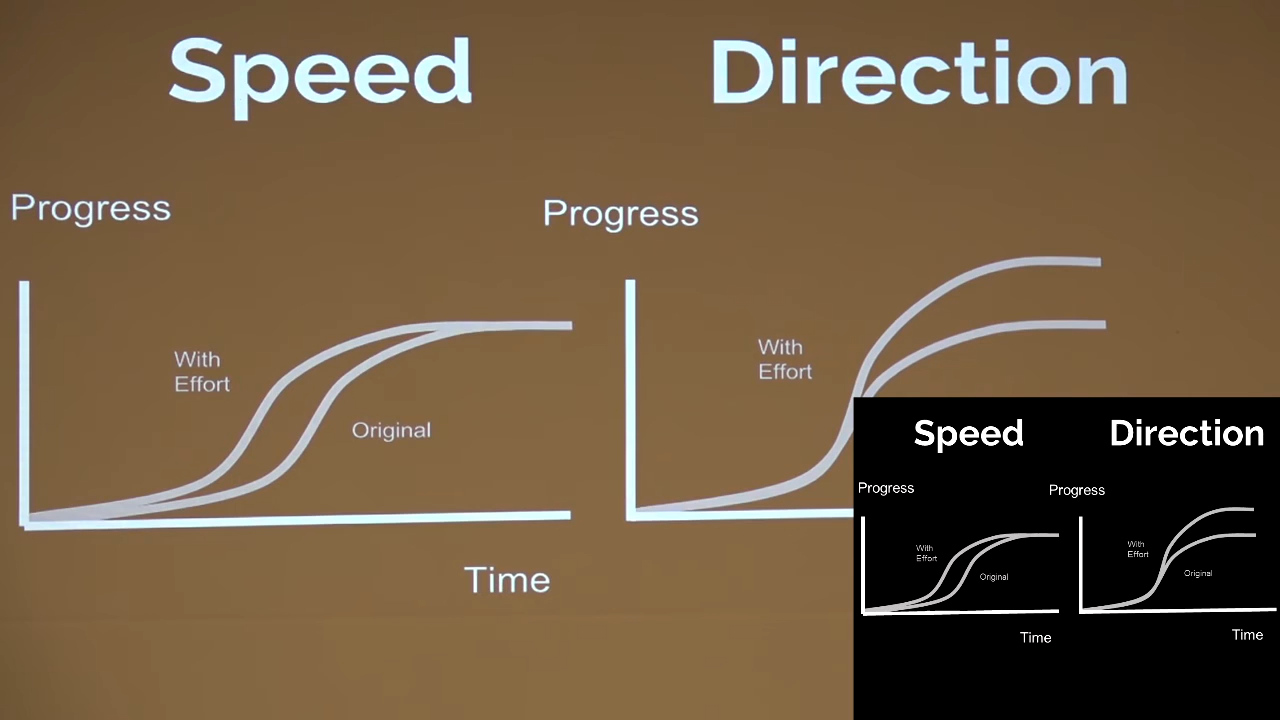 Speed
Direction
Progress
Progress
With
Effort
Original
With
Effort
Time
Speed
Direction
Progress
Progress
With
Effort
Original
With
Effort
Original
Time
Time